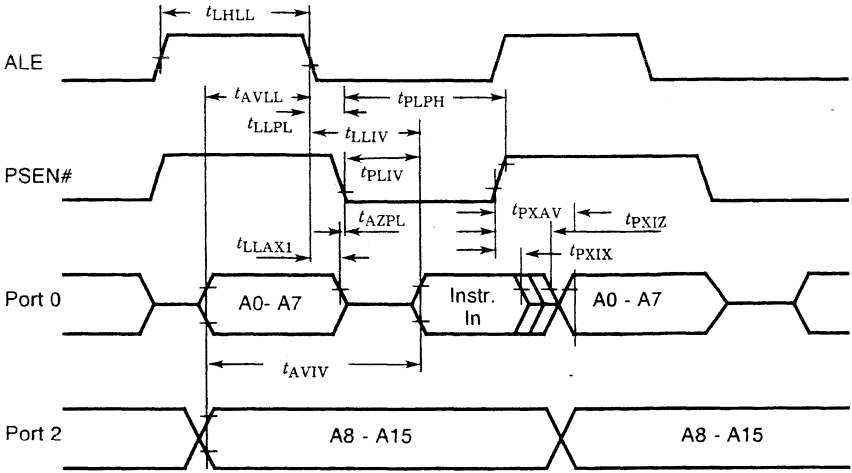 tLHLL
ALE
tAVLL
tPLPH
tLLPL
tLLIV
PSEN#
tPLIV
tAZPL
tPXAV
tPXIZ
tLLAX1
tPXIX
Port 0
A0- A7
Instr.
In
A0 - A7
tAVIV
Port 2
A8 - A15
A8 - A15